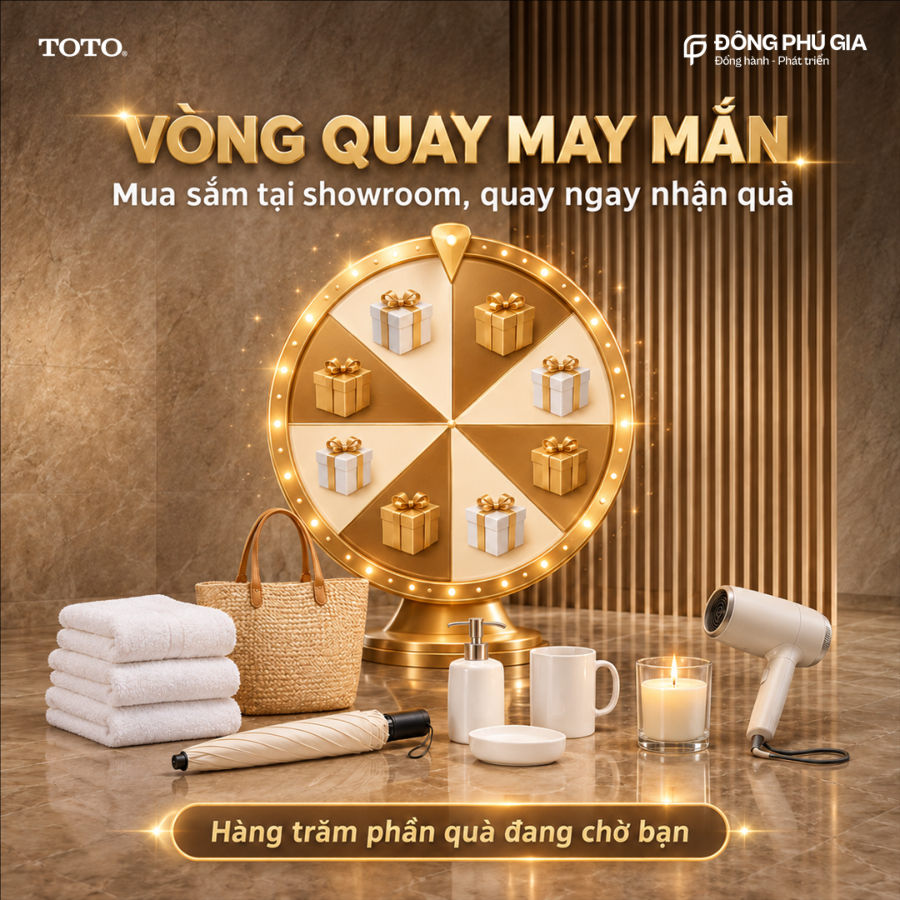 TOTO®
ĐÔNG PHÚ GIA
Đồng hành - Phát triển
VÒNG QUAY MAY MẮN
Mua sắm tại showroom, quay ngay nhận quà
Hàng trăm phần quà đang chờ bạn